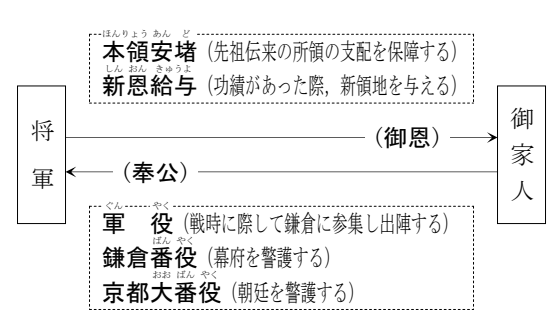 ほんりょうあんど
本領安堵（先祖伝来の所領の支配を保障する）
しんおんきゅうよ
新恩給与（功績があった際，新領地を与える）
将軍
（御恩）
御家人
（奉公）
ぐんやく
軍　役（戦時に際して鎌倉に参集し出陣する）
ばんやく
鎌倉番役（幕府を警護する）
おおばんやく
京都大番役（朝廷を警護する）